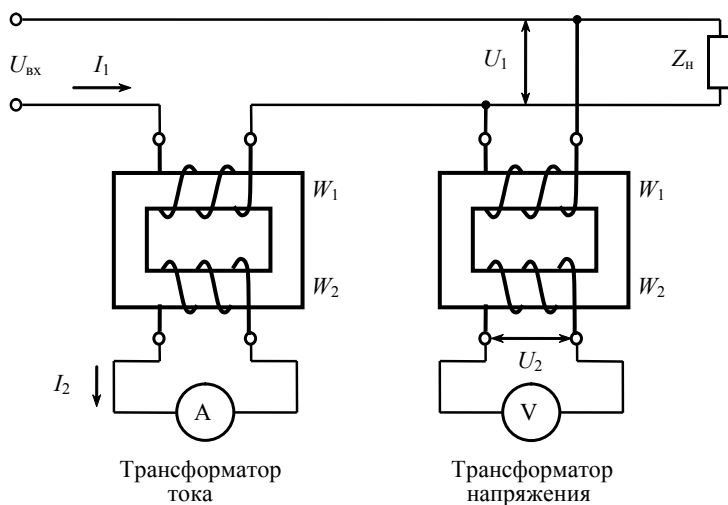 Uвх
I1
U1
Zн
W1
W1
W2
W2
I2
U2
A
V
Трансформатор
тока
Трансформатор
напряжения